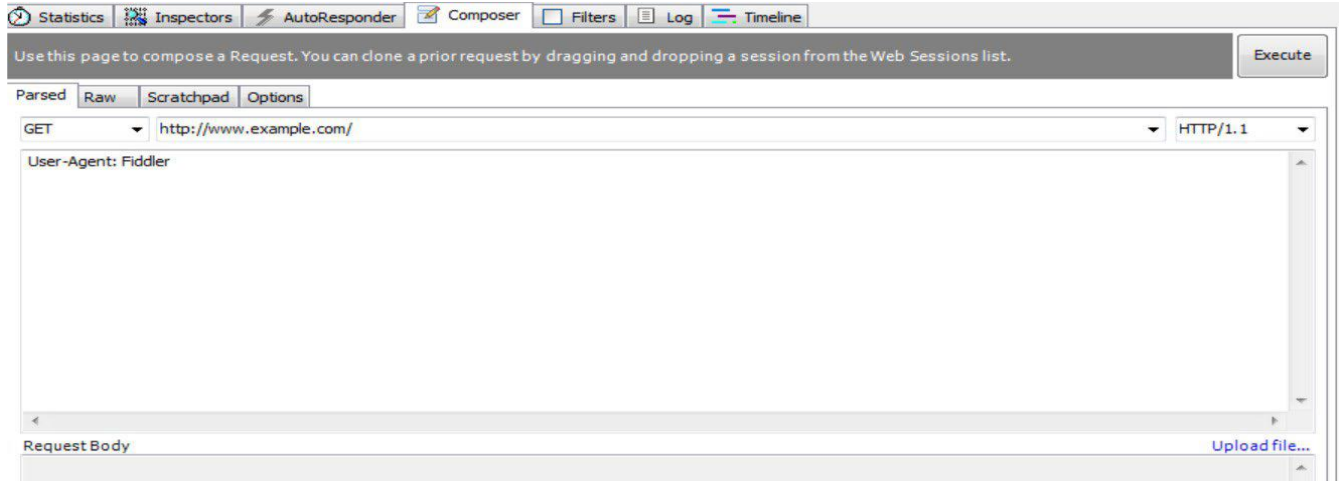 Statistics Inspectors AutoResponder Composer Filters Log Timeline
Use this page to compose a Request. You can clone a prior request by dragging and dropping a session from the Web Sessions list. Execute
Parsed Raw Scratchpad Options
GET http://www.example.com/ HTTP/1.1
User-Agent: Fiddler
Request Body Upload file...